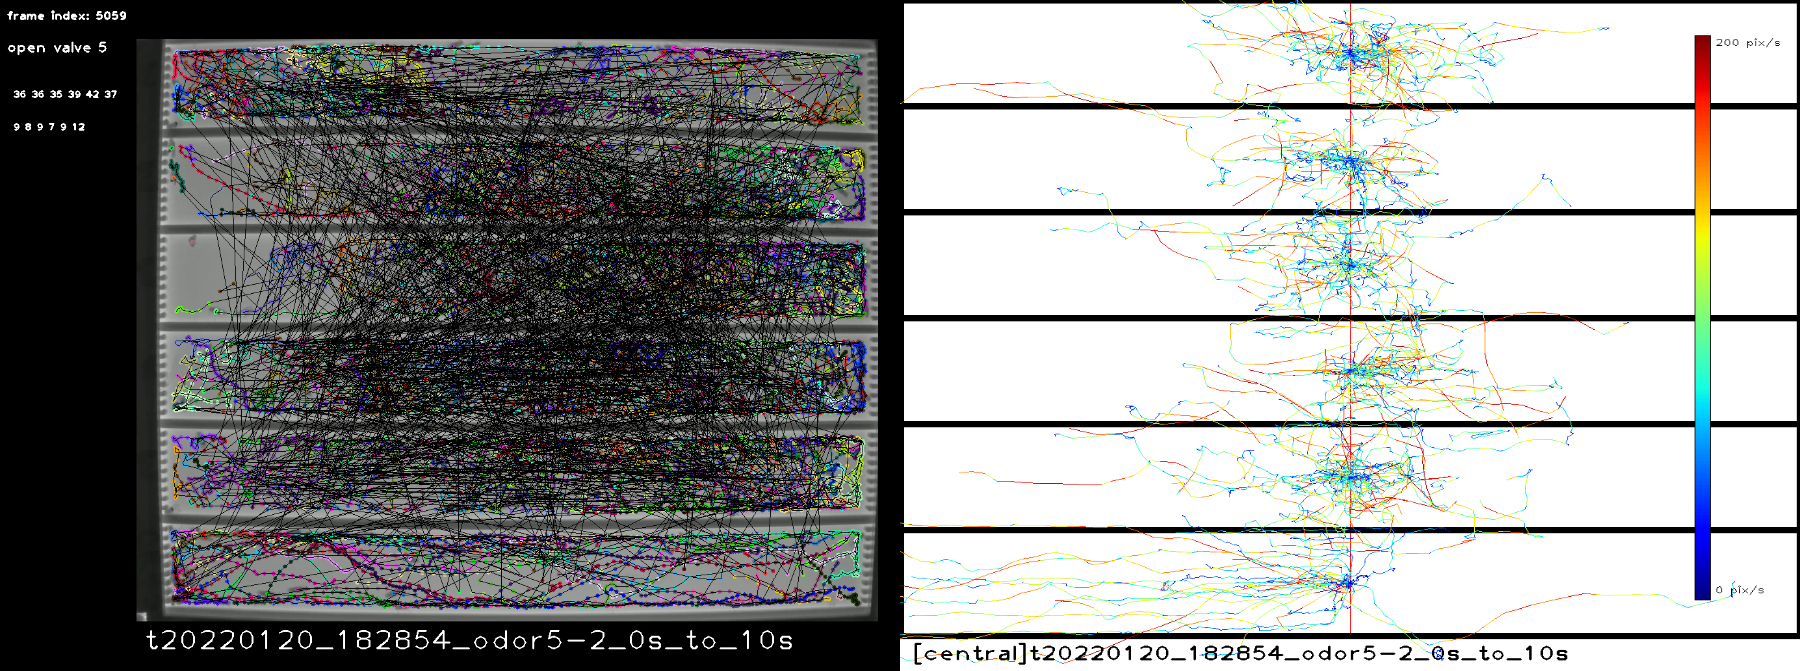 frame index: 5059
open valve 5
36 36 35 39 42 37
9 8 9 7 9 12
t20220120_182854_odor5-2_0s_to_10s
200 pix/s
0 pix/s
[central]t20220120_182854_odor5-2_0s_to_10s